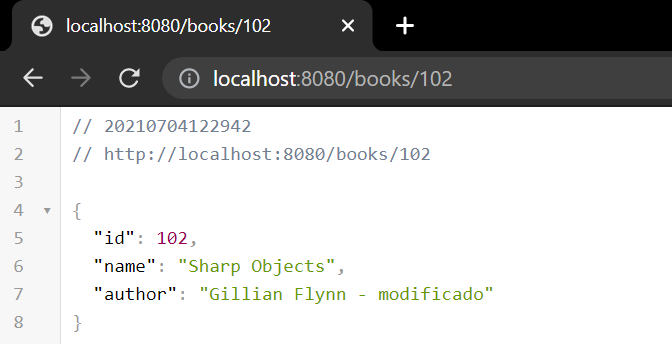 localhost:8080/books/102
localhost:8080/books/102
1 // 20210704122942
2 // http://localhost:8080/books/102
3
4 {
5 "id": 102,
6 "name": "Sharp Objects",
7 "author": "Gillian Flynn - modificado"
8 }